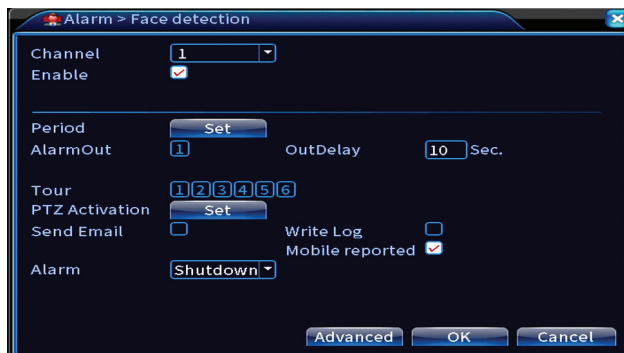 Alarm > Face detection
Channel 1
Enable
Period Set
AlarmOut 1 OutDelay 10 Sec.
Tour 1 2 3 4 5 6
PTZ Activation Set
Send Email Write Log
Mobile reported
Alarm Shutdown
Advanced OK Cancel